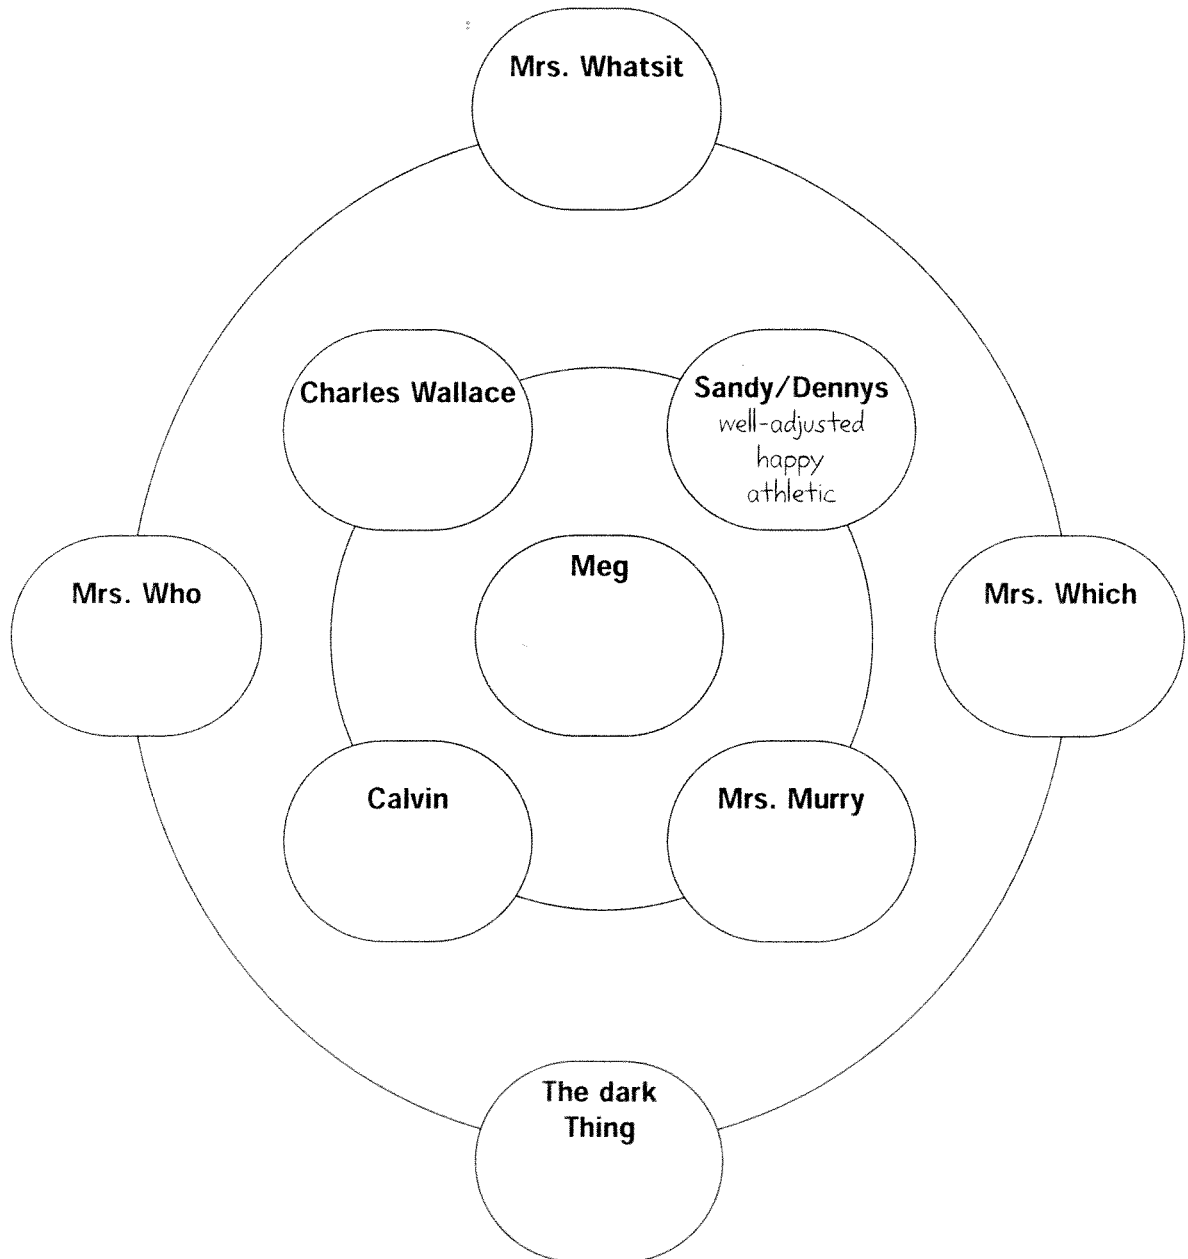 Mrs. Whatsit
Charles Wallace
Sandy/Dennys
well-adjusted
happy
athletic
Mrs. Who
Meg
Mrs. Which
Calvin
Mrs. Murry
The dark
Thing